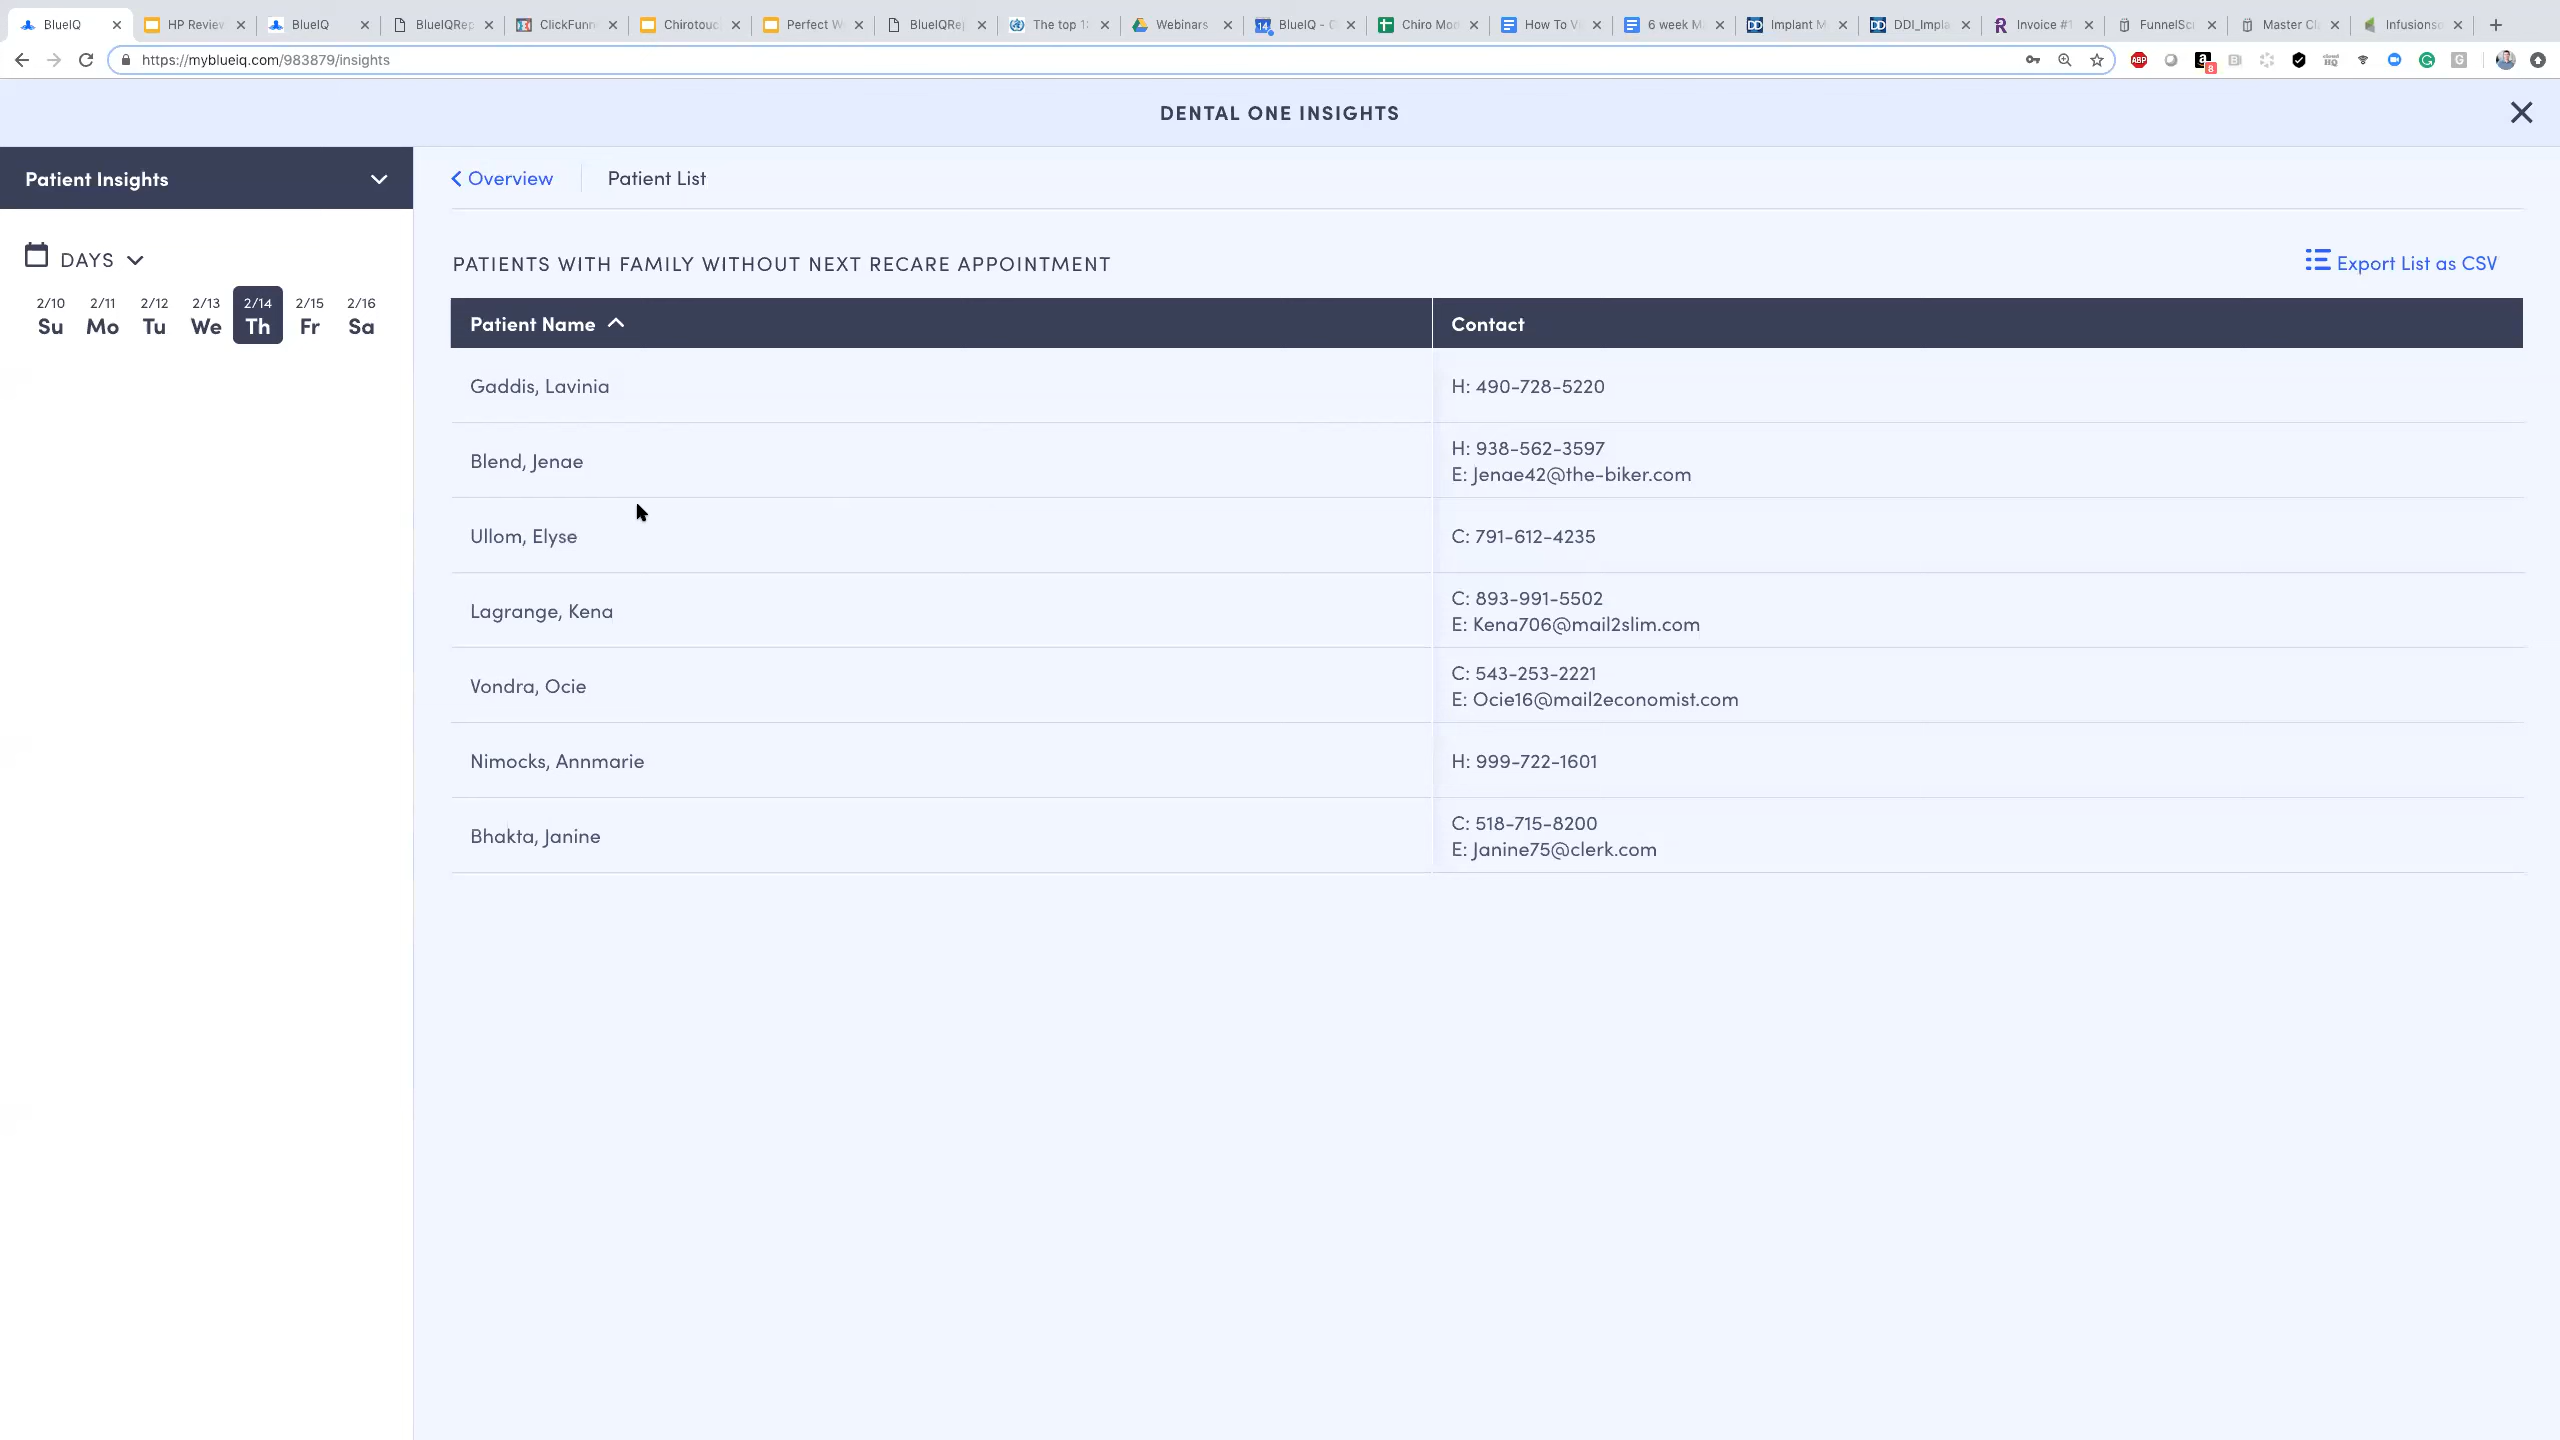 BlueIQ
HP Review
BlueIQ
BlueIQRep
ClickFunn
Chirotouc
Perfect W
BlueIQRe
The top 1
Webinars
BlueIQ -
Chiro Mod
How To V
6 week M
Implant M
DDI_Impla
Invoice #1
FunnelScr
Master Cl
Infusionso
https://myblueiq.com/983879/insights
ABP
8
DENTAL ONE INSIGHTS
Patient Insights
Overview
Patient List
DAYS
2/10 2/11 2/12 2/13 2/14 2/15 2/16
Su Mo Tu We Th Fr Sa
PATIENTS WITH FAMILY WITHOUT NEXT RECARE APPOINTMENT
Export List as CSV
Patient Name
Contact
Gaddis, Lavinia
H: 490-728-5220
Blend, Jenae
H: 938-562-3597
E: Jenae42@the-biker.com
Ullom, Elyse
C: 791-612-4235
Lagrange, Kena
C: 893-991-5502
E: Kena706@mail2slim.com
Vondra, Ocie
C: 543-253-2221
E: Ocie16@mail2economist.com
Nimocks, Annmarie
H: 999-722-1601
Bhakta, Janine
C: 518-715-8200
E: Janine75@clerk.com